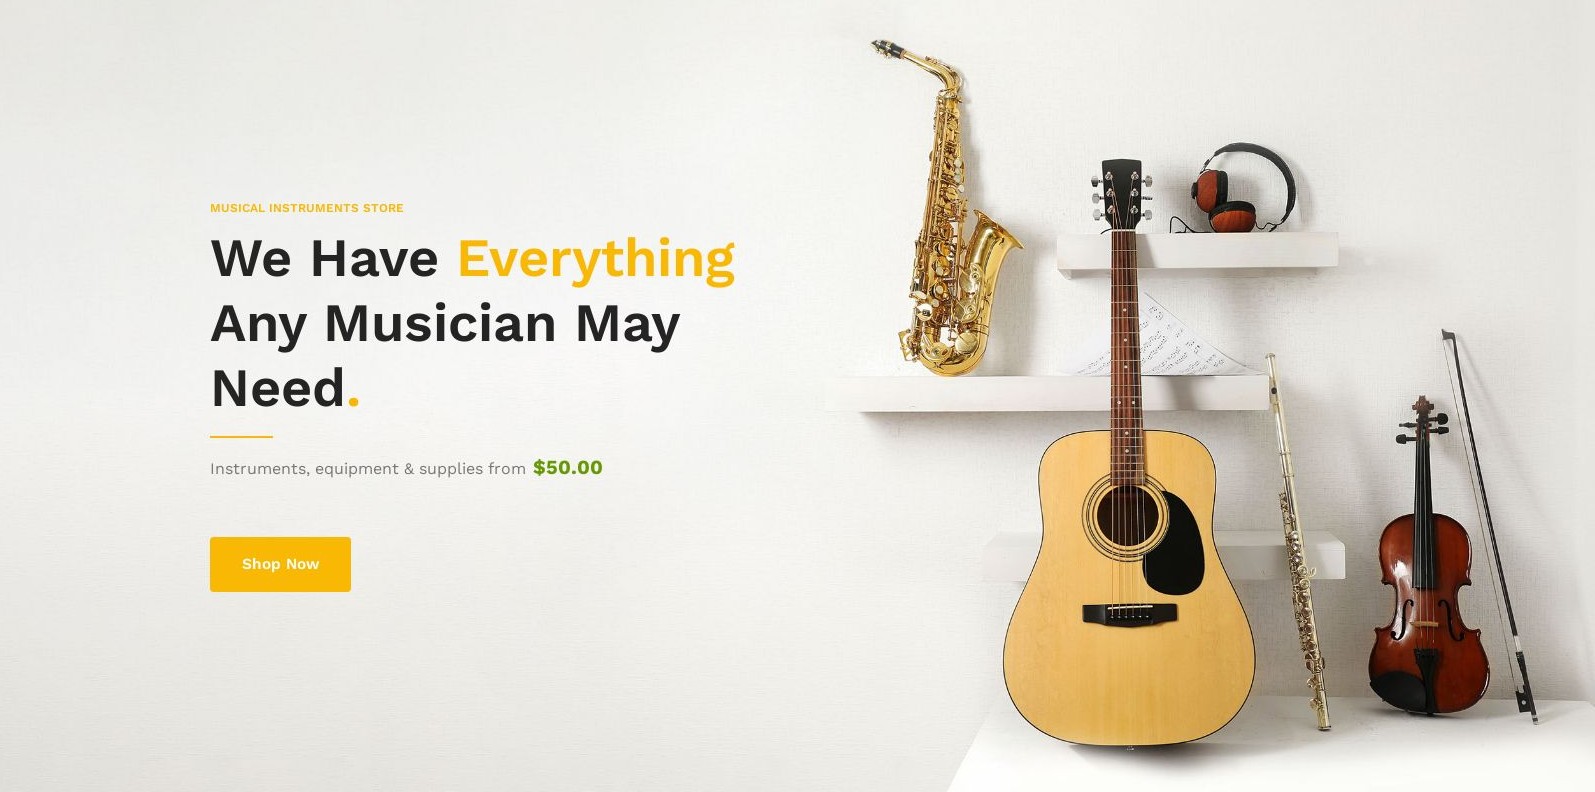 MUSICAL INSTRUMENTS STORE
We Have Everything
Any Musician May
Need.
Instruments, equipment & supplies from $50.00
Shop Now